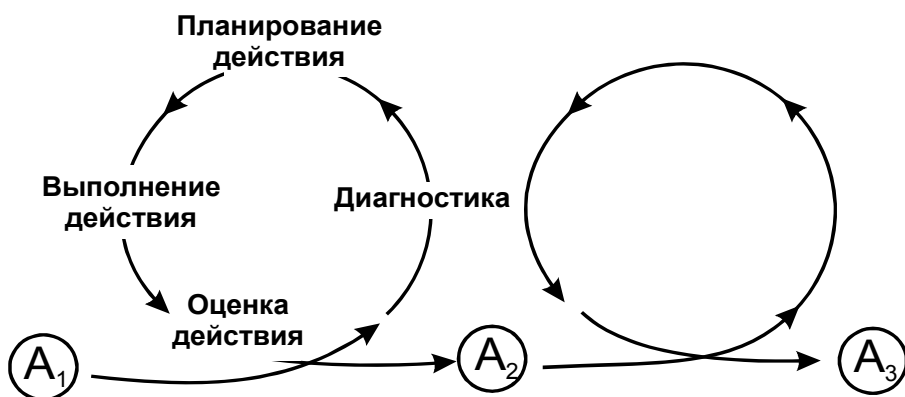 Планирование
действия
Выполнение
действия
Диагностика
Оценка
действия
A1
A2
A3